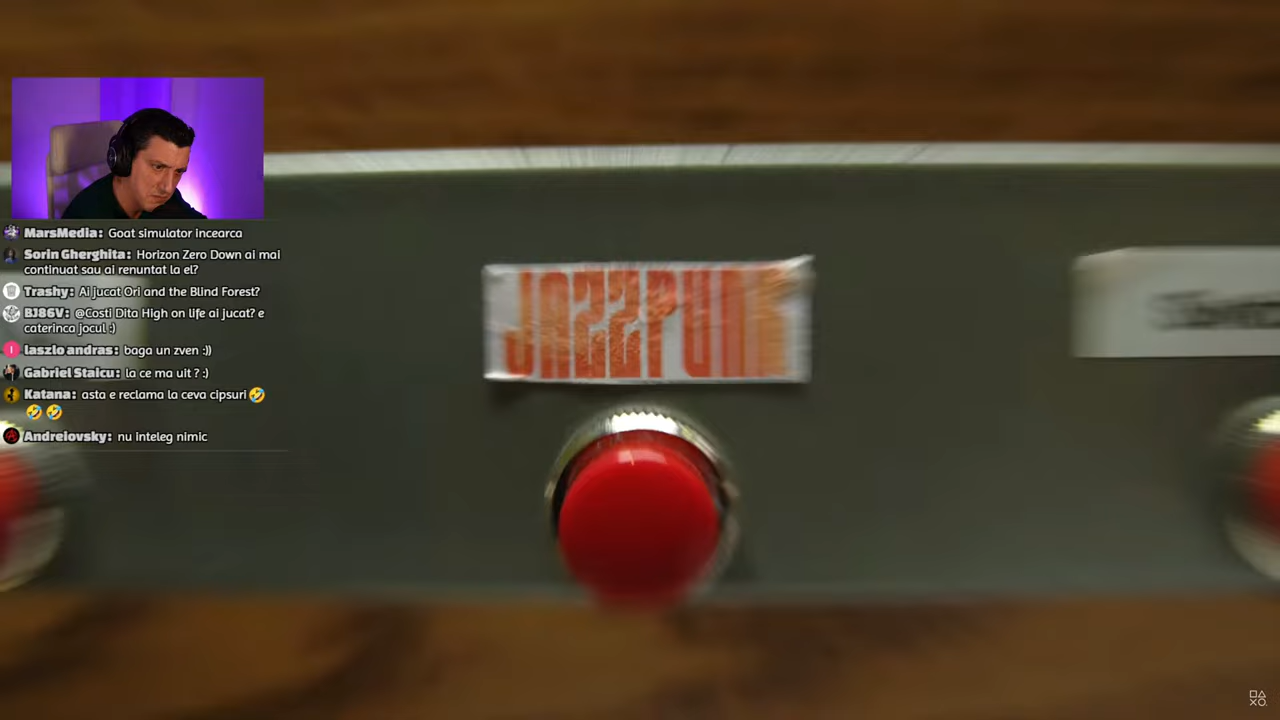 MarsMedia: Goat simulator incearca
Sorin Gherghita: Horizon Zero Down ai mai
continuat sau ai renuntat la el?
Trashy: Ai jucat Ori and the Blind Forest?
BJ86V: @Costi Dita High on life ai jucat? e
caterinca jocul :)
laszlo andras: baga un zven :))
Gabriel Staicu: la ce ma uit ? :)
Katana: asta e reclama la ceva cipsuri 🤣
🤣 🤣
Andreiovsky: nu inteleg nimic
JAZZPUNK